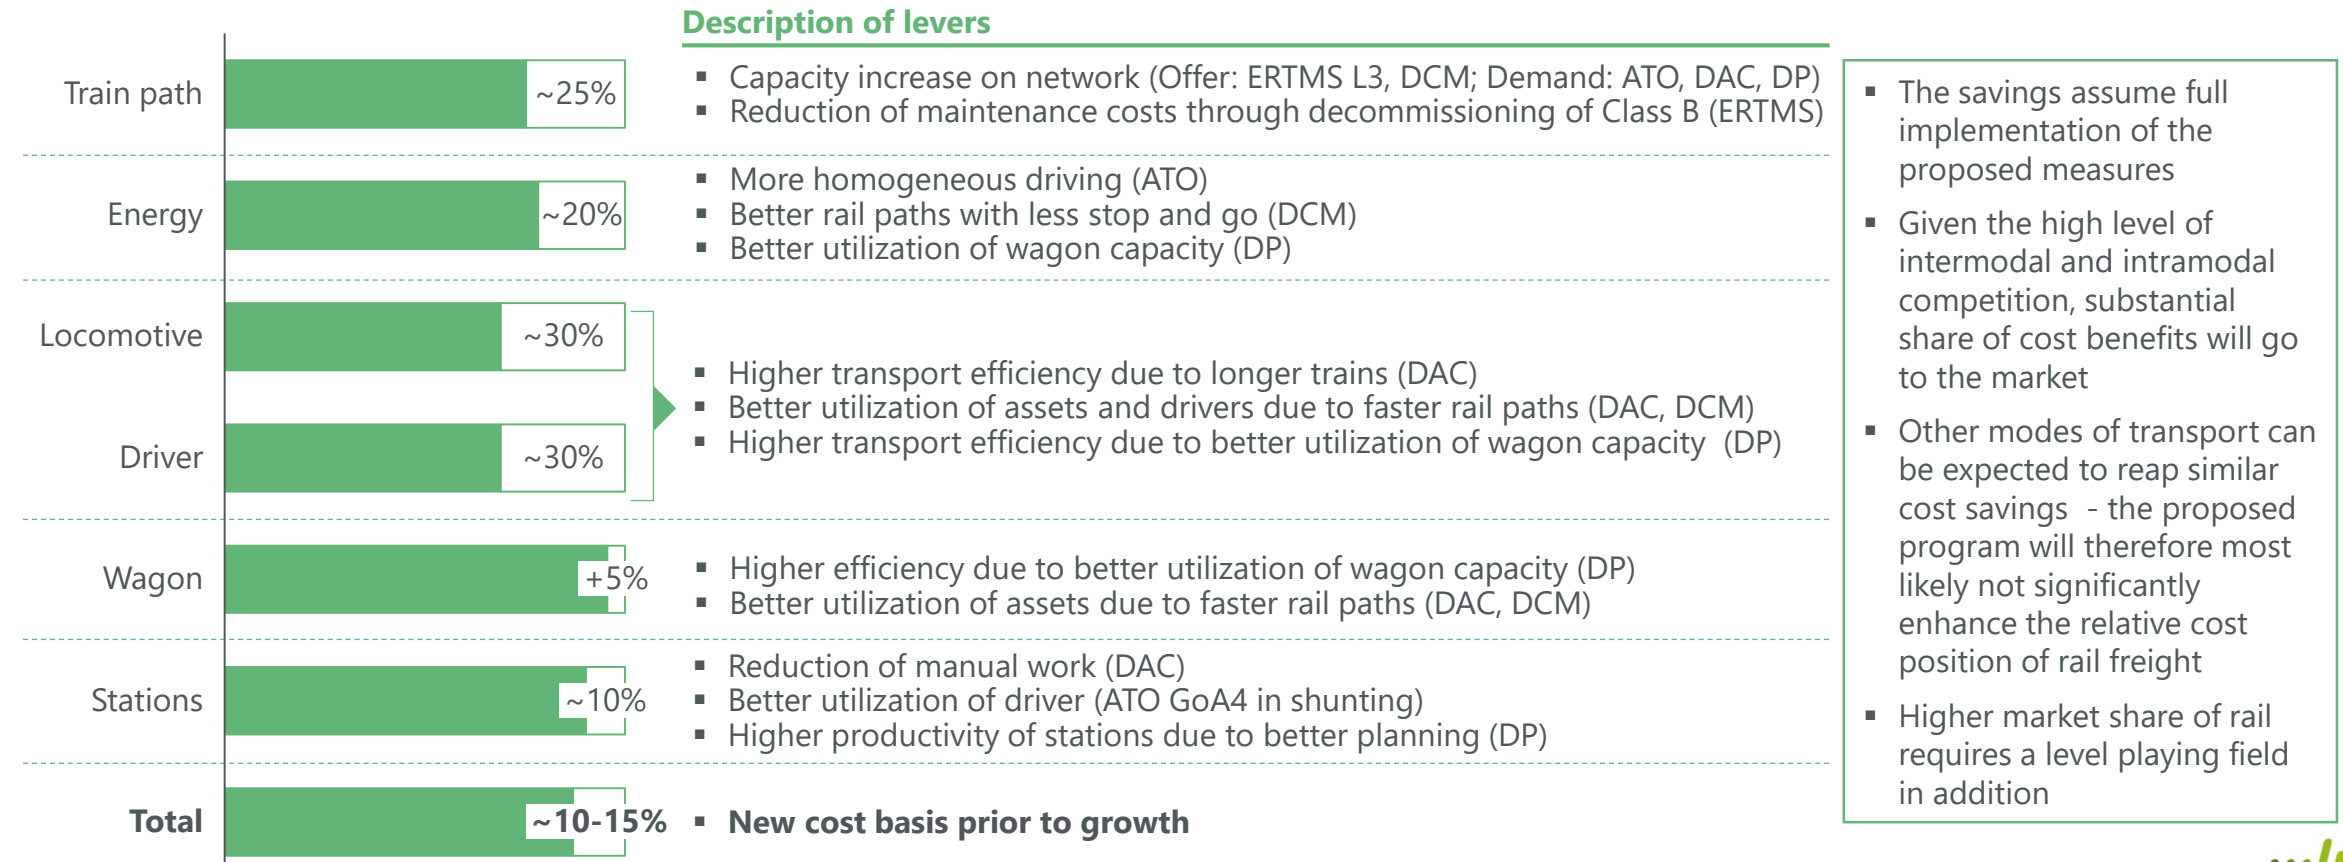 Description of levers
Train path
~25%
▪ Capacity increase on network (Offer: ERTMS L3, DCM; Demand: ATO, DAC, DP)
▪ Reduction of maintenance costs through decommissioning of Class B (ERTMS)
Energy
~20%
▪ More homogeneous driving (ATO)
▪ Better rail paths with less stop and go (DCM)
▪ Better utilization of wagon capacity (DP)
Locomotive
~30%
Driver
~30%
▪ Higher transport efficiency due to longer trains (DAC)
▪ Better utilization of assets and drivers due to faster rail paths (DAC, DCM)
▪ Higher transport efficiency due to better utilization of wagon capacity (DP)
Wagon
+5%
▪ Higher efficiency due to better utilization of wagon capacity (DP)
▪ Better utilization of assets due to faster rail paths (DAC, DCM)
Stations
~10%
▪ Reduction of manual work (DAC)
▪ Better utilization of driver (ATO GoA4 in shunting)
▪ Higher productivity of stations due to better planning (DP)
Total
~10-15%
▪ New cost basis prior to growth
▪ The savings assume full
implementation of the
proposed measures
▪ Given the high level of
intermodal and intramodal
competition, substantial
share of cost benefits will go
to the market
▪ Other modes of transport can
be expected to reap similar
cost savings - the proposed
program will therefore most
likely not significantly
enhance the relative cost
position of rail freight
▪ Higher market share of rail
requires a level playing field
in addition